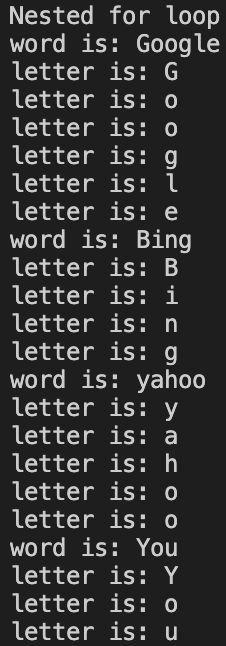 Nested for loop
word is: Google
letter is: G
letter is: o
letter is: o
letter is: g
letter is: l
letter is: e
word is: Bing
letter is: B
letter is: i
letter is: n
letter is: g
word is: yahoo
letter is: y
letter is: a
letter is: h
letter is: o
letter is: o
word is: You
letter is: Y
letter is: o
letter is: u